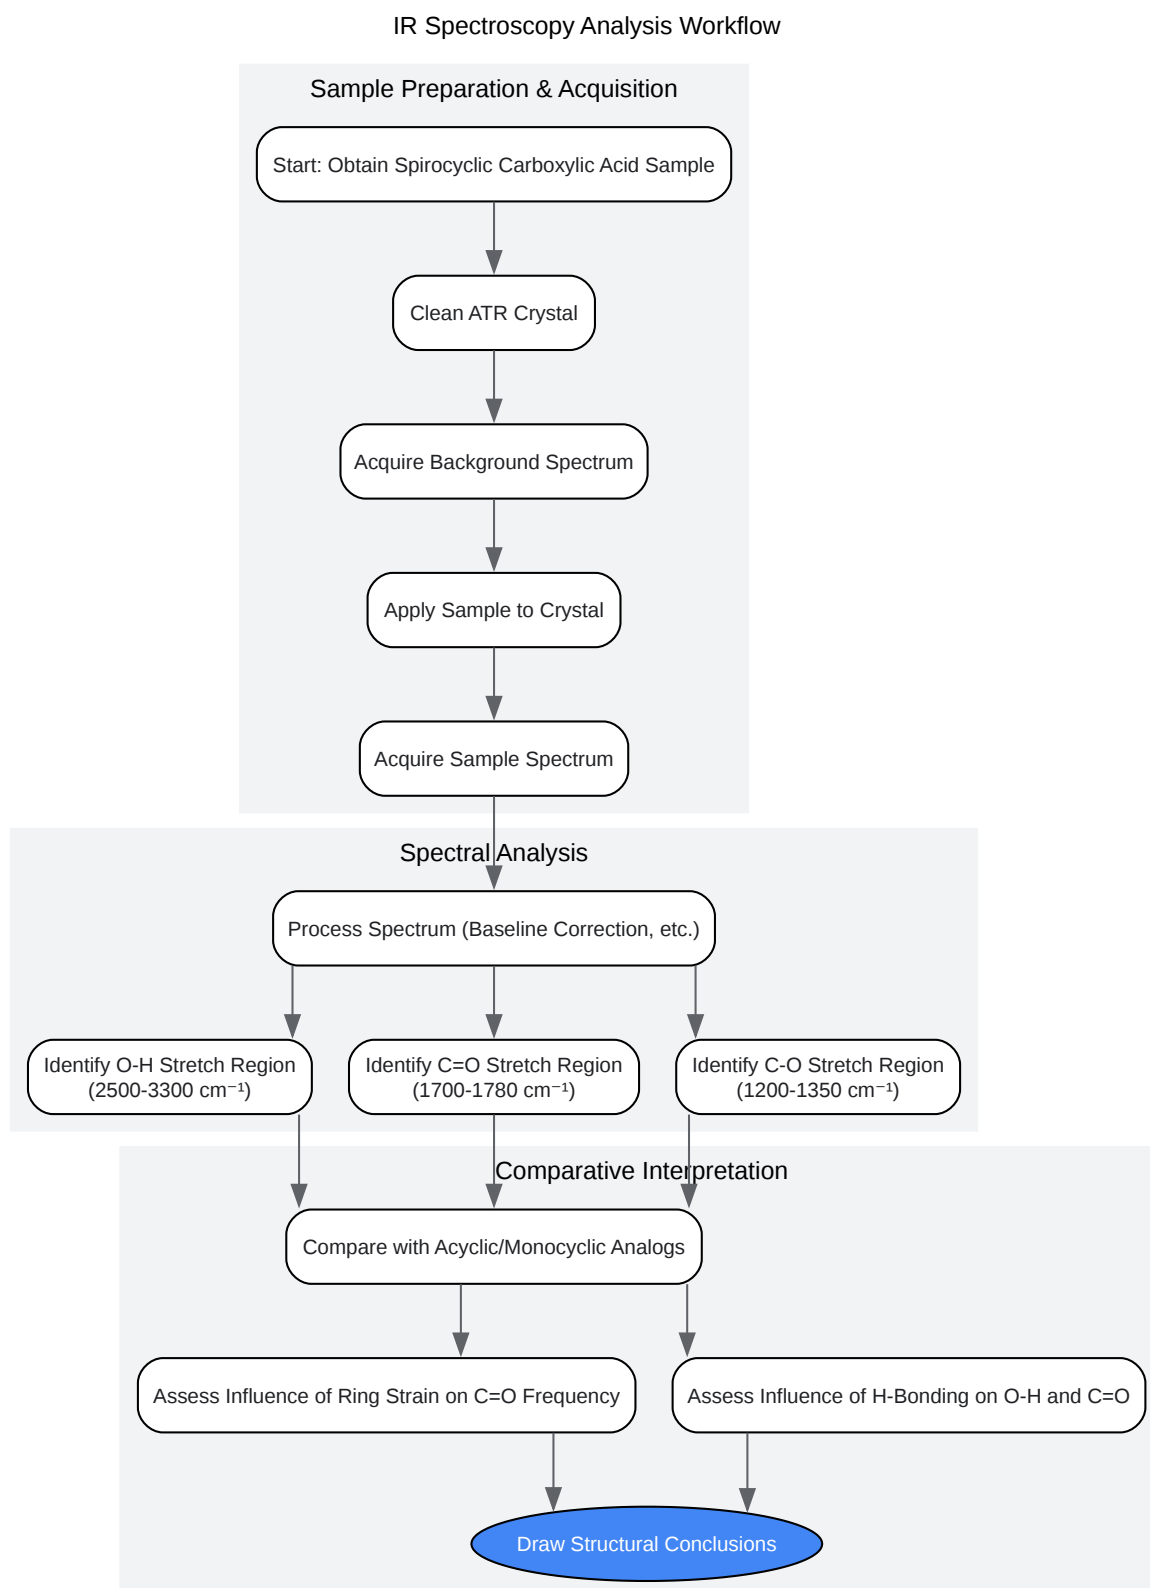 IR Spectroscopy Analysis Workflow
Sample Preparation & Acquisition
Start: Obtain Spirocyclic Carboxylic Acid Sample
Clean ATR Crystal
Acquire Background Spectrum
Apply Sample to Crystal
Acquire Sample Spectrum
Spectral Analysis
Process Spectrum (Baseline Correction, etc.)
Identify O-H Stretch Region
(2500-3300 cm⁻¹)
Identify C=O Stretch Region
(1700-1780 cm⁻¹)
Identify C-O Stretch Region
(1200-1350 cm⁻¹)
Comparative Interpretation
Compare with Acyclic/Monocyclic Analogs
Assess Influence of Ring Strain on C=O Frequency
Assess Influence of H-Bonding on O-H and C=O
Draw Structural Conclusions